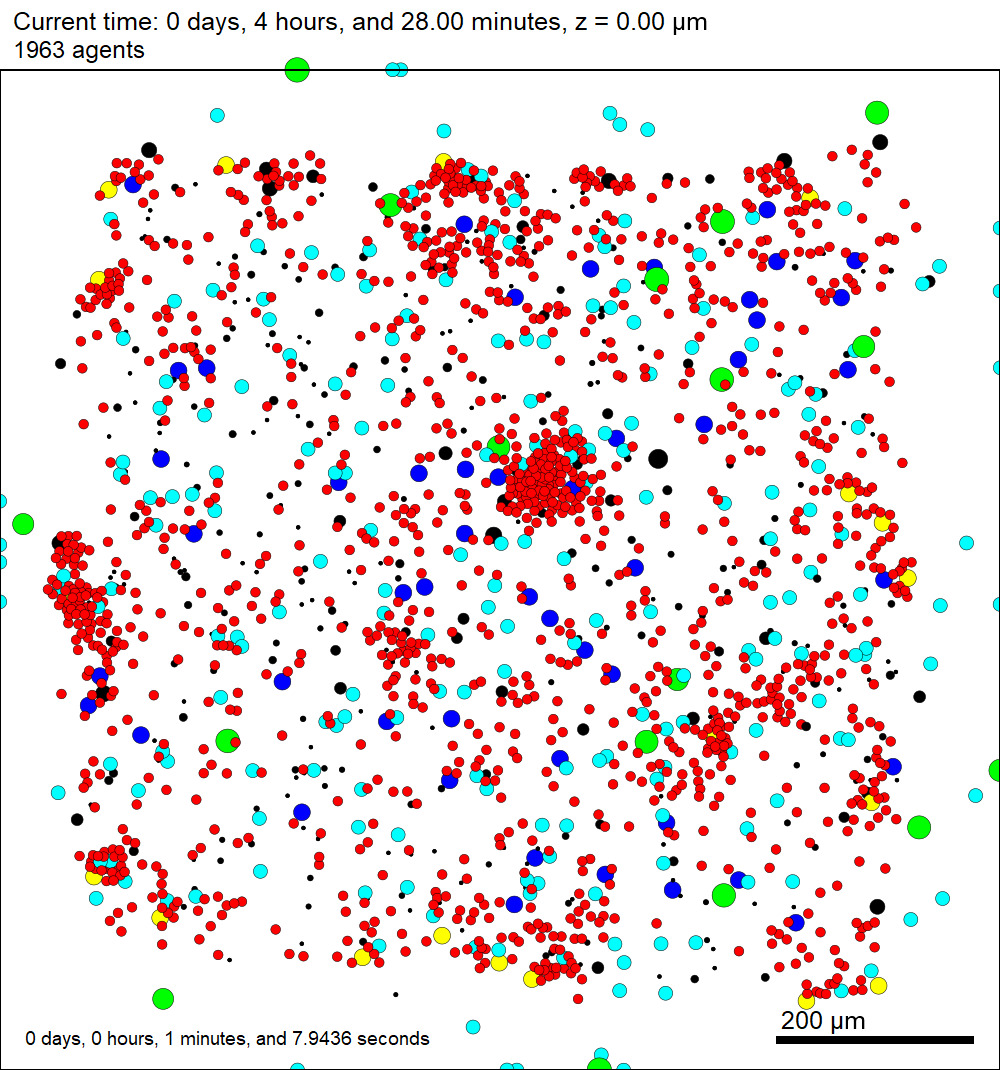 Current time: 0 days, 4 hours, and 28.00 minutes, z = 0.00 µm
1963 agents
200 µm
0 days, 0 hours, 1 minutes, and 7.9436 seconds